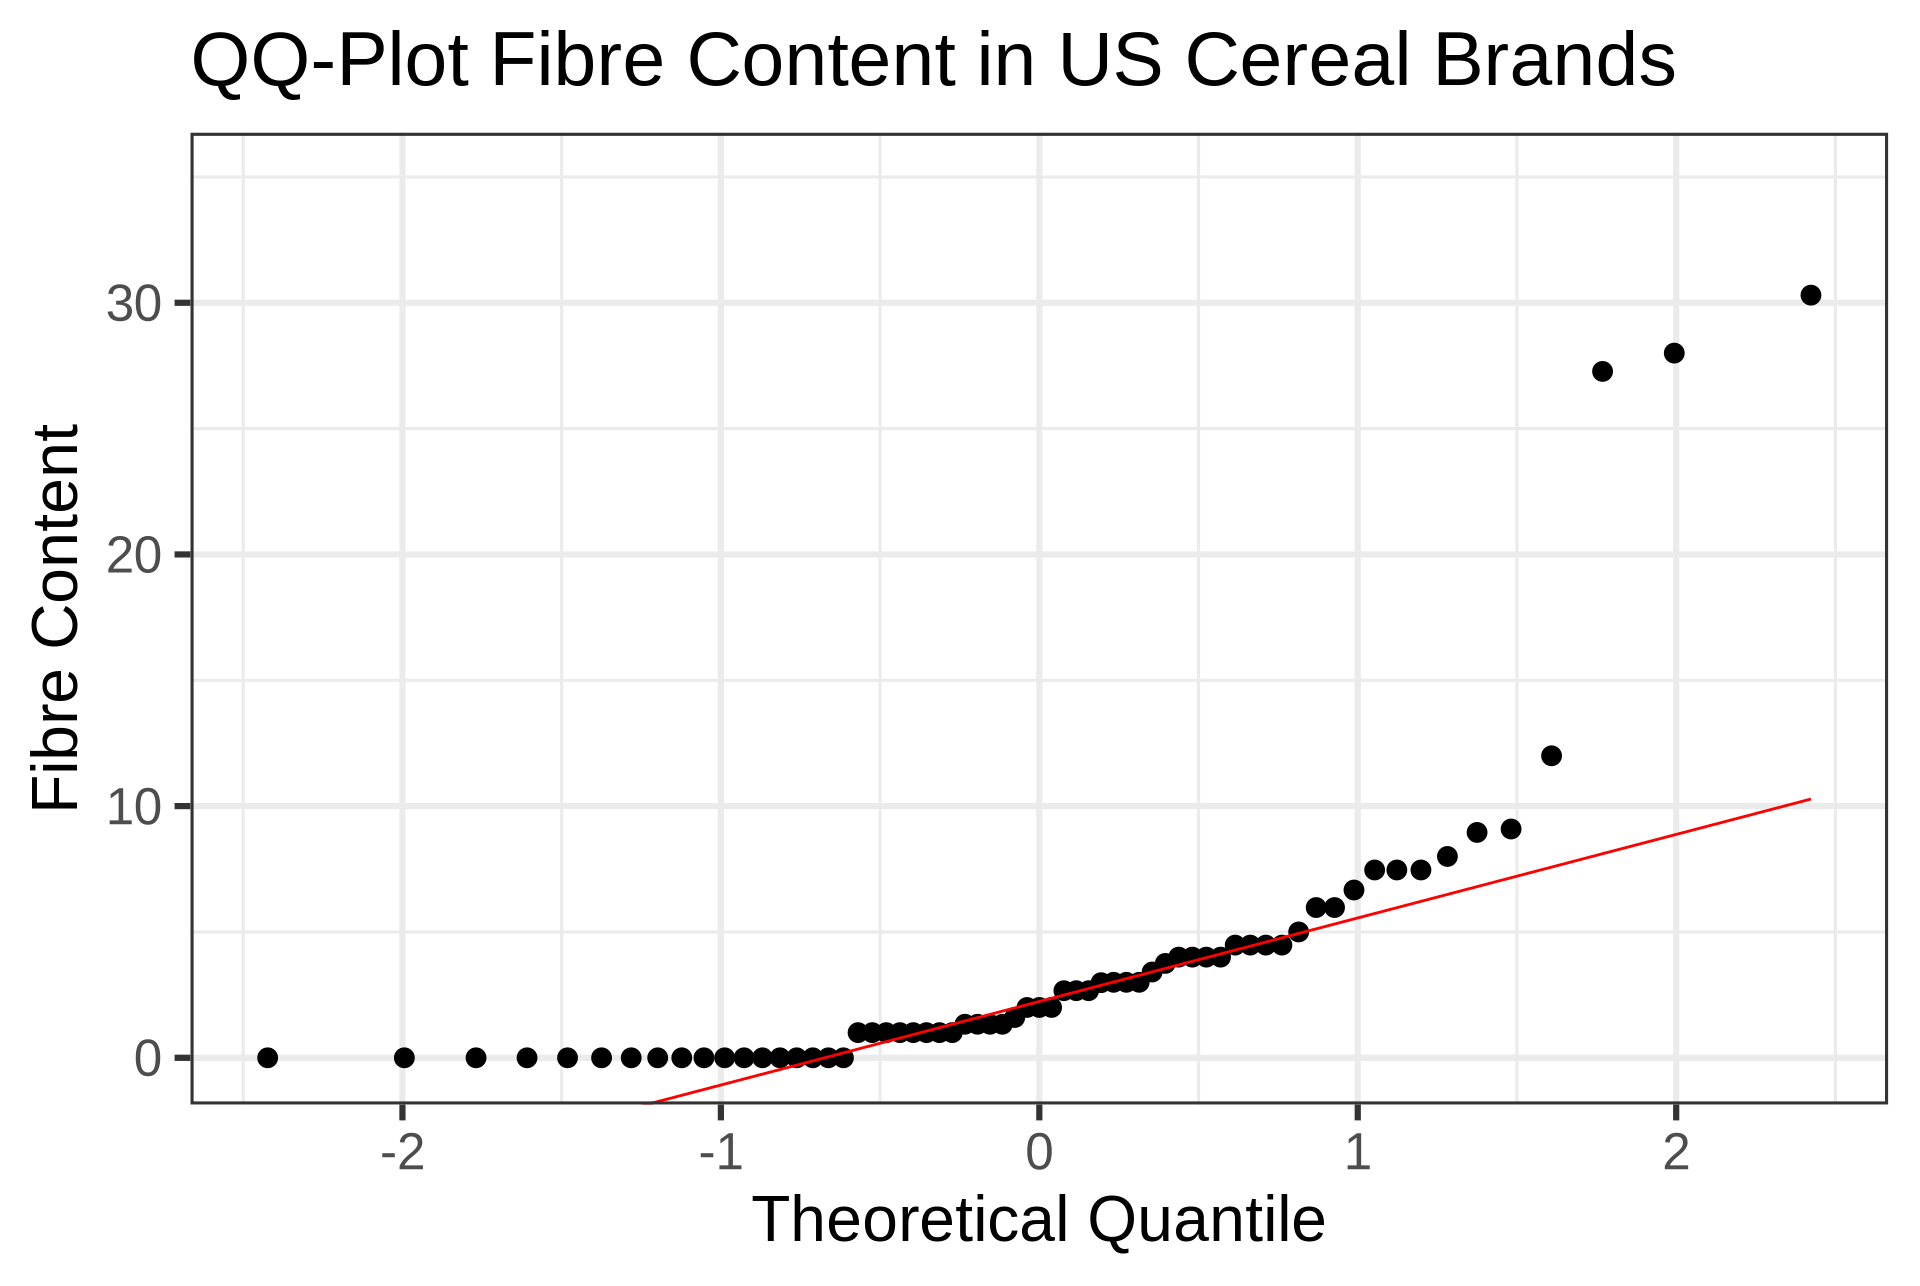 QQ-Plot Fibre Content in US Cereal Brands
Fibre Content
30
20
10
0
-2 -1 0 1 2
Theoretical Quantile